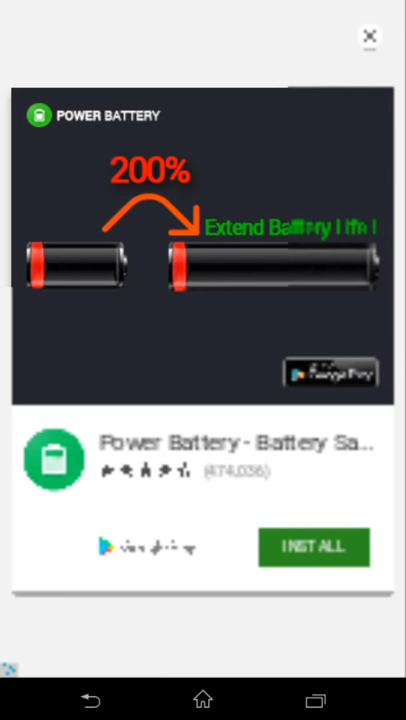 POWER BATTERY
200%
Extend Battery Life !
Power Battery - Battery Sa...
(474,036)
INSTALL